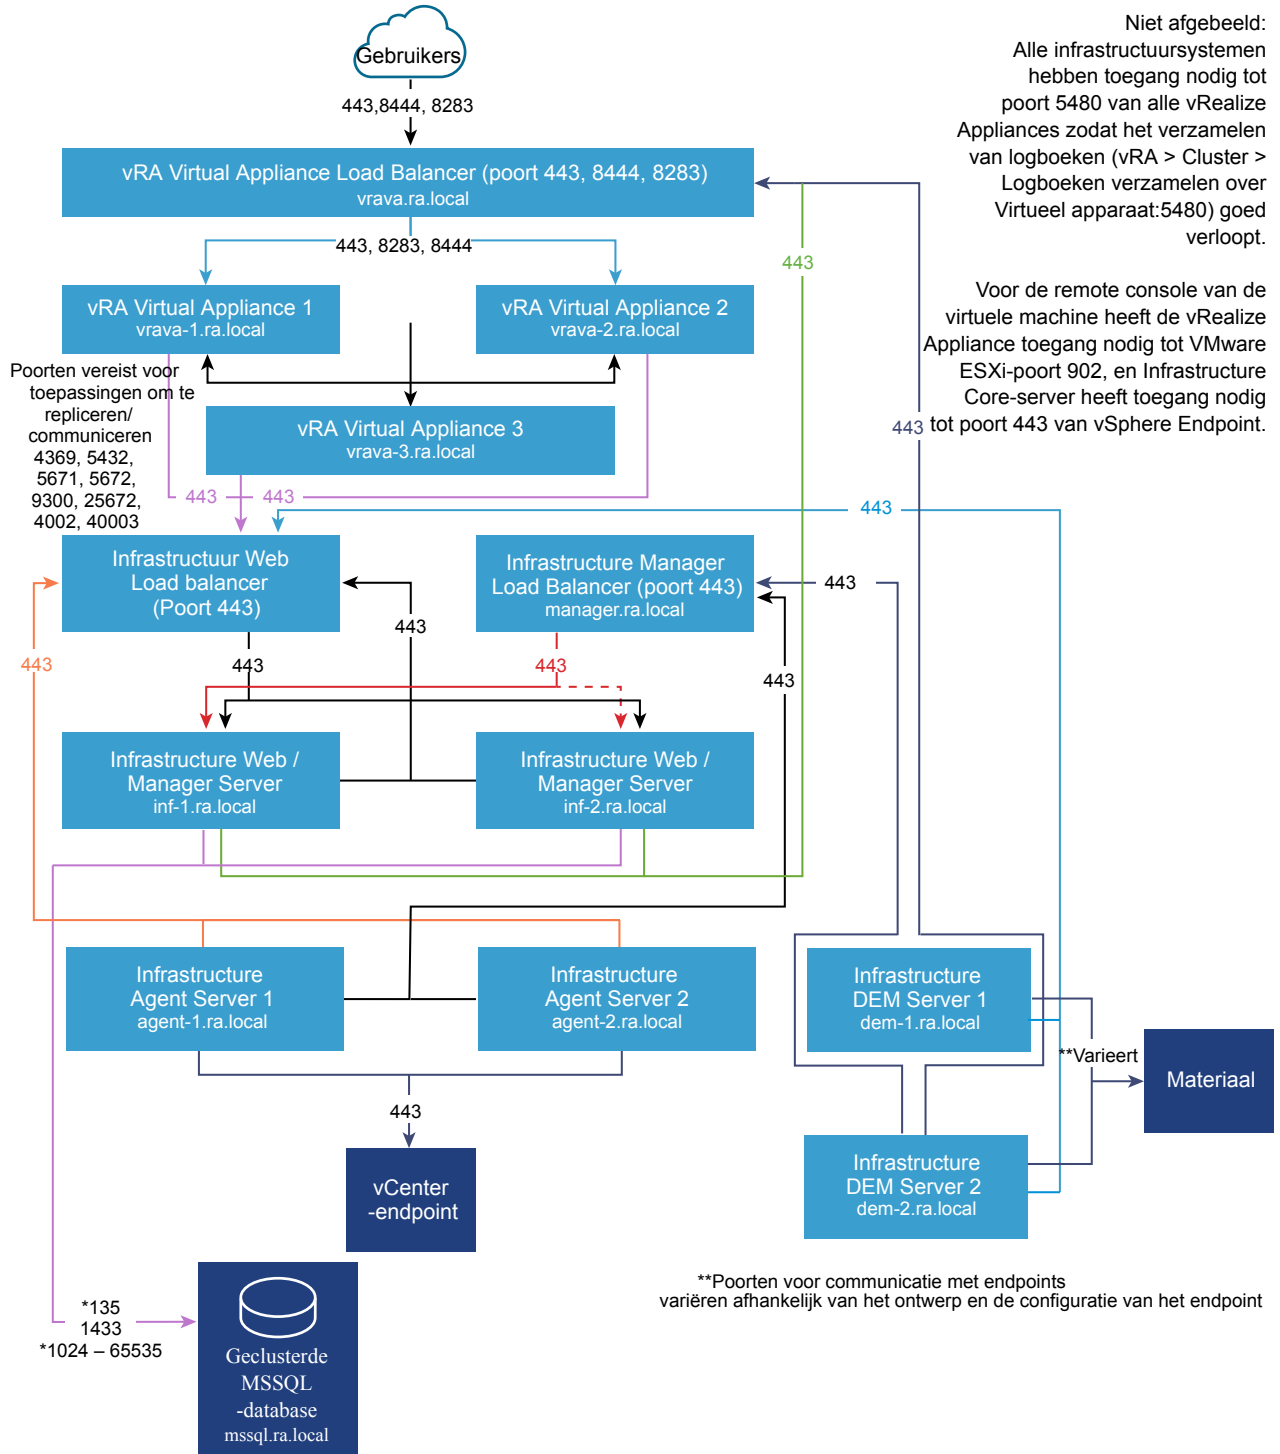 Gebruikers
443,8444, 8283
Niet afgebeeld:
Alle infrastructuursystemen
hebben toegang nodig tot
poort 5480 van alle vRealize
Appliances zodat het verzamelen
van logboeken (vRA > Cluster >
Logboeken verzamelen over
Virtueel apparaat:5480) goed
verloopt.
Voor de remote console van de
virtuele machine heeft de vRealize
Appliance toegang nodig tot VMware
ESXi-poort 902, en Infrastructure
Core-server heeft toegang nodig
tot poort 443 van vSphere Endpoint.
vRA Virtual Appliance Load Balancer (poort 443, 8444, 8283)
vrava.ra.local
443, 8283, 8444
443
443
vRA Virtual Appliance 1
vrava-1.ra.local
vRA Virtual Appliance 2
vrava-2.ra.local
Poorten vereist voor
toepassingen om te
repliceren/
communiceren
4369, 5432,
5671, 5672,
9300, 25672,
4002, 40003
vRA Virtual Appliance 3
vrava-3.ra.local
443
443
443
Infrastructuur Web
Load balancer
(Poort 443)
Infrastructure Manager
Load Balancer (poort 443)
manager.ra.local
443
443
443
443
443
443
Infrastructure Web /
Manager Server
inf-1.ra.local
Infrastructure Web /
Manager Server
inf-2.ra.local
Infrastructure
Agent Server 1
agent-1.ra.local
Infrastructure
Agent Server 2
agent-2.ra.local
Infrastructure
DEM Server 1
dem-1.ra.local
**Varieert
Materiaal
443
vCenter
-endpoint
Infrastructure
DEM Server 2
dem-2.ra.local
**Poorten voor communicatie met endpoints
variëren afhankelijk van het ontwerp en de configuratie van het endpoint
*135
1433
*1024 – 65535
Geclusterde
MSSQL
-database
mssql.ra.local